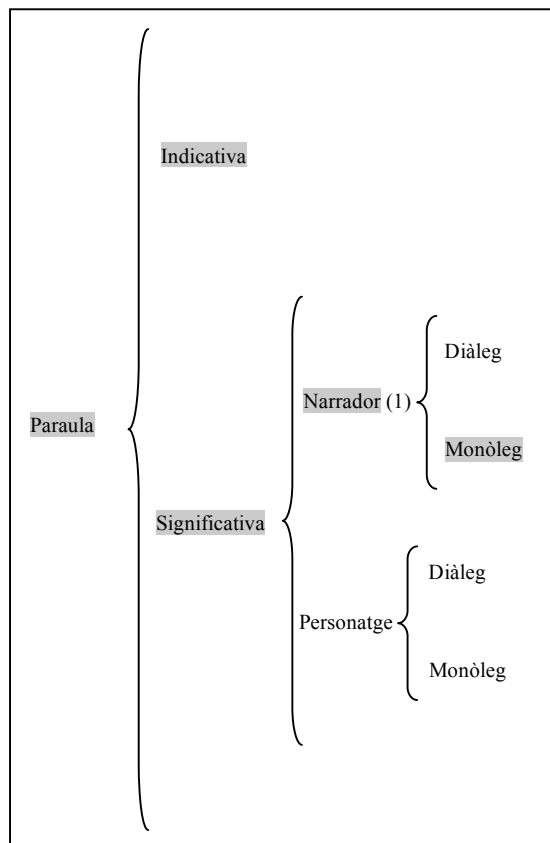 Paraula
Indicativa
Significativa
Narrador (1)
Diàleg
Monòleg
Personatge
Diàleg
Monòleg